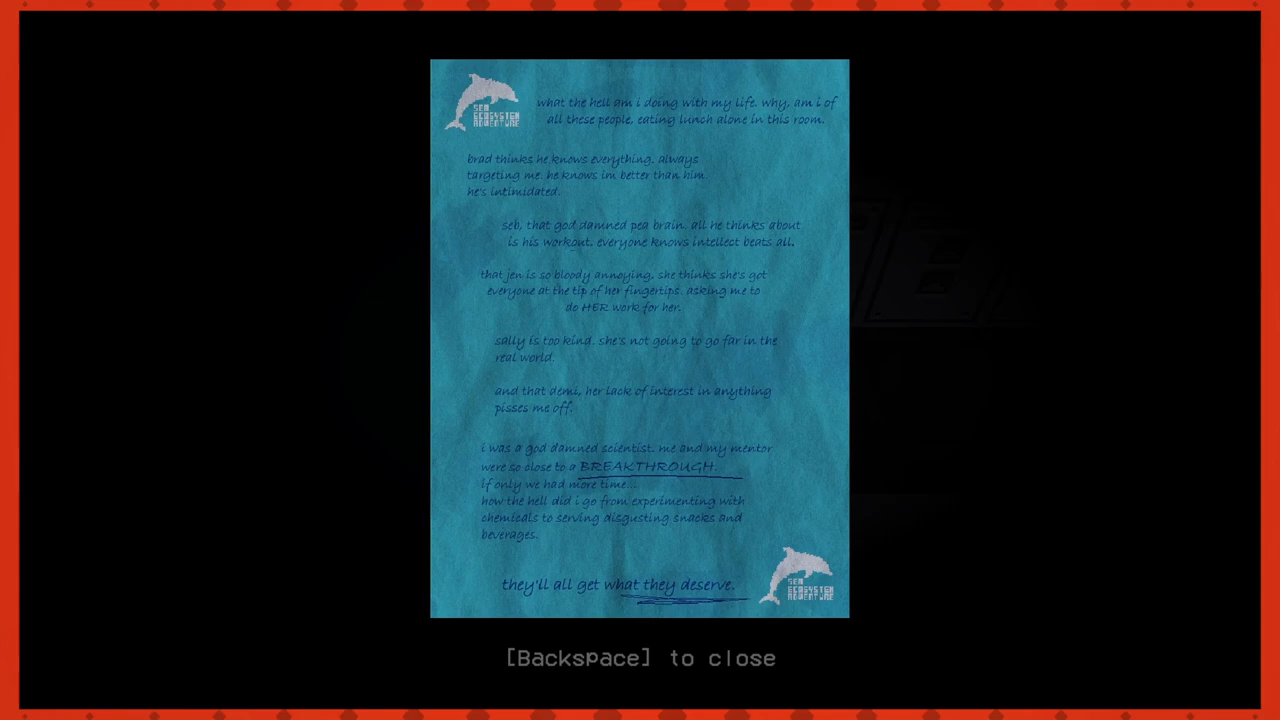 SEA
ECOSYSTEM
ADVENTURE
what the hell am i doing with my life. why, am i of
all these people, eating lunch alone in this room.
brad thinks he knows everything. always
targeting me. he knows im better than him
he's intimidated.
seb, that god damned pea brain. all he thinks about
is his workout. everyone knows intellect beats all.
that jen is so bloody annoying. she thinks she's got
everyone at the tip of her fingertips. asking me to
do HER work for her.
sally is too kind. she's not going to go far in the
real world.
and that demi, her lack of interest in anything
pisses me off.
i was a god damned scientist. me and my mentor
were so close to a BREAKTHROUGH.
if only we had more time...
how the hell did i go from experimenting with
chemicals to serving disgusting snacks and
beverages.
they'll all get what they deserve.
SEA
ECOSYSTEM
ADVENTURE
[Backspace] to close